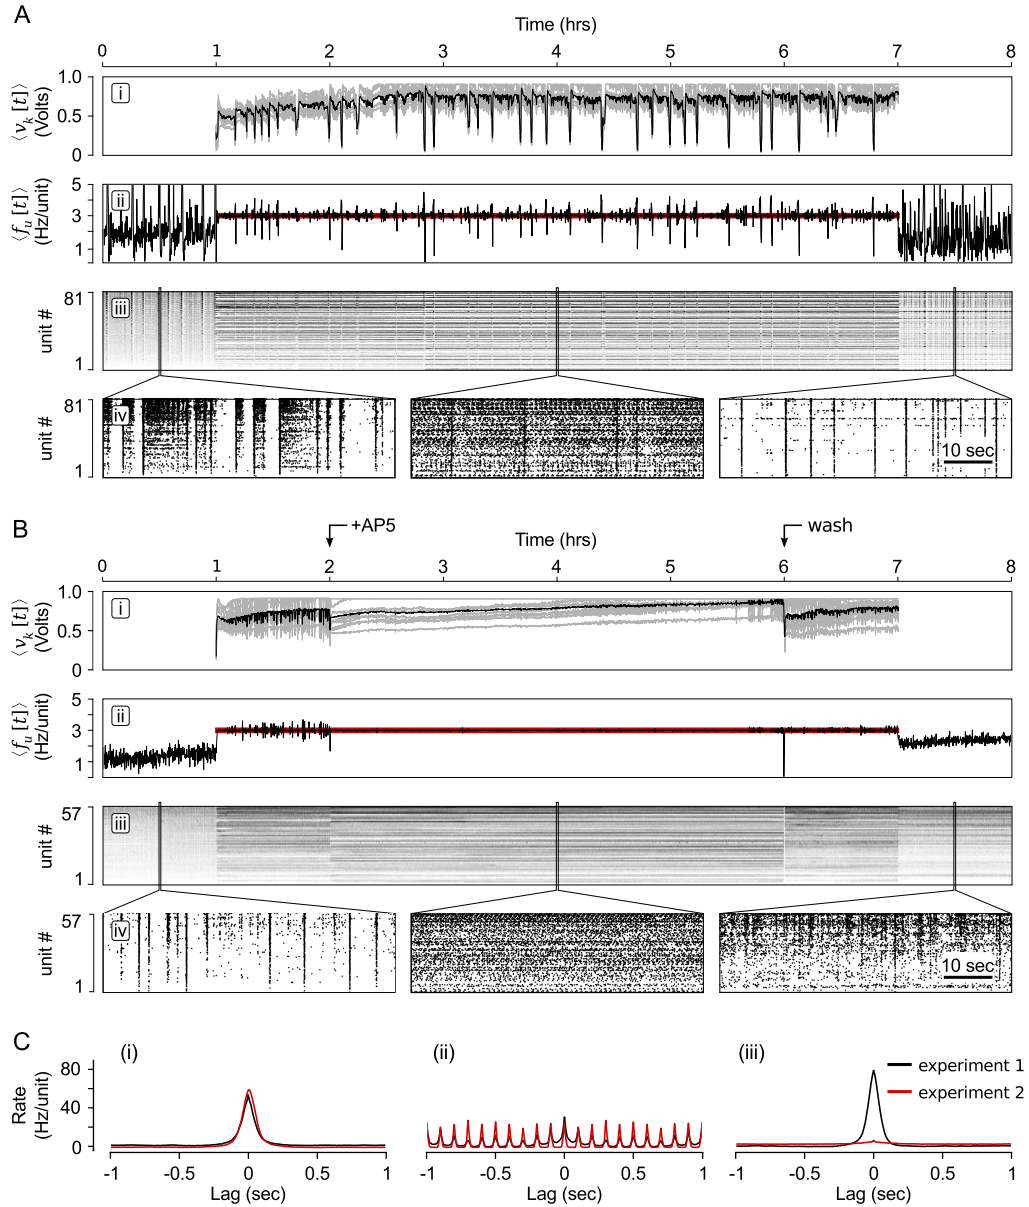 A
Time (hrs)
0 1 2 3 4 5 6 7 8
⟨v_k [t]⟩
(Volts)
1.0
0.5
0
i
⟨f_u [t]⟩
(Hz/unit)
5
3
1
ii
unit #
81
1
iii
unit #
81
1
iv
10 sec
B
+AP5
wash
Time (hrs)
0 1 2 3 4 5 6 7 8
⟨v_k [t]⟩
(Volts)
1.0
0.5
0
i
⟨f_u [t]⟩
(Hz/unit)
5
3
1
ii
unit #
57
1
iii
unit #
57
1
iv
10 sec
C
(i) (ii) (iii)
experiment 1
experiment 2
Rate
(Hz/unit)
80
40
0
-1 -0.5 0 0.5 1
Lag (sec)
-1 -0.5 0 0.5 1
Lag (sec)
-1 -0.5 0 0.5 1
Lag (sec)